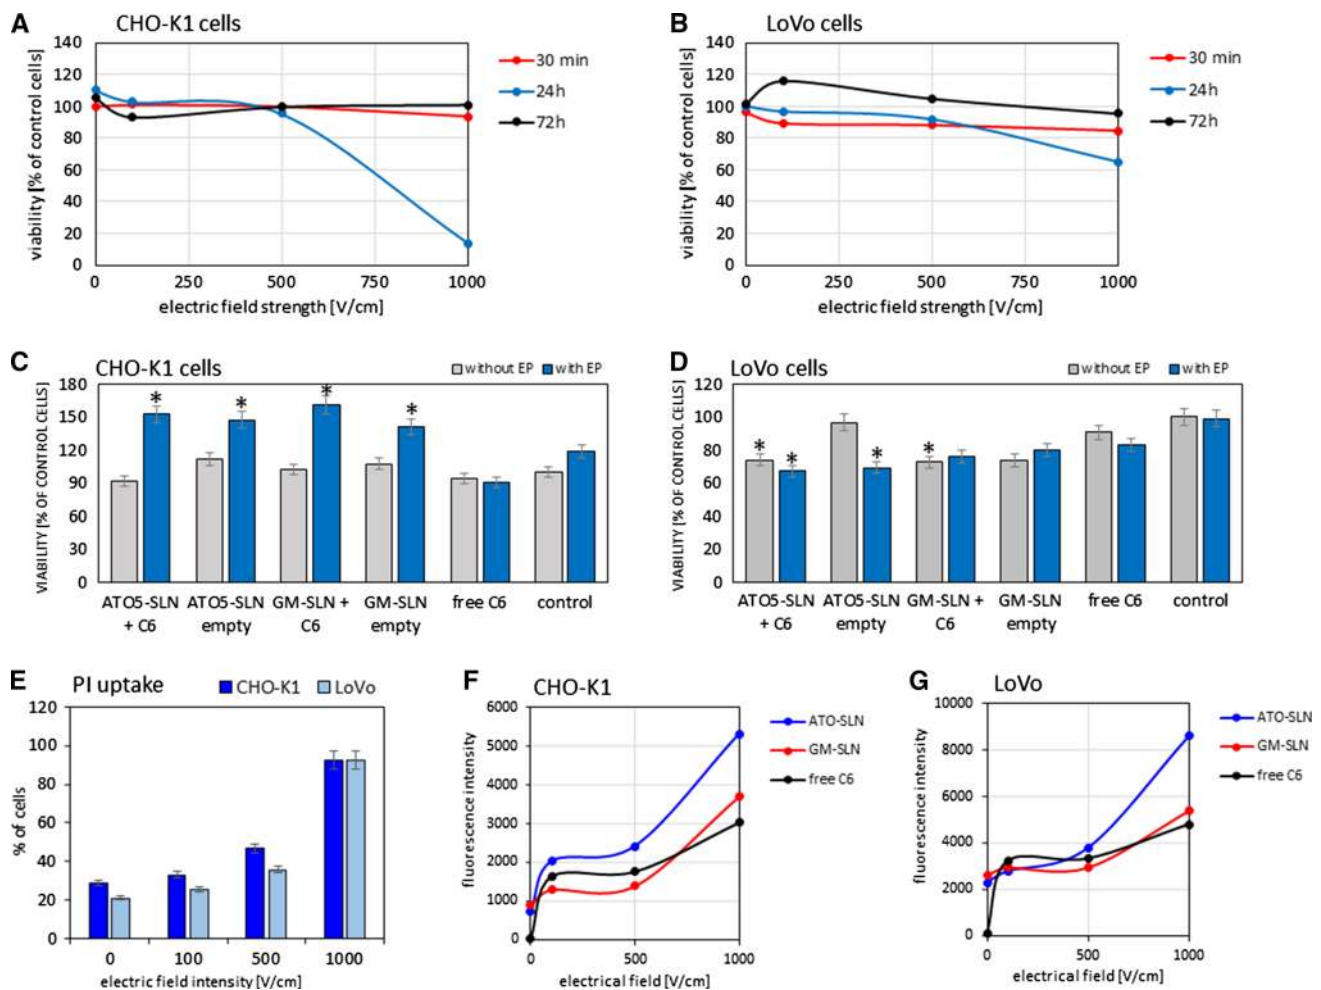 A CHO-K1 cells
viability [% of control cells]
140
120
100
80
60
40
20
0
0 250 500 750 1000
electric field strength [V/cm]
30 min
24h
72h
B LoVo cells
viability [% of control cells]
140
120
100
80
60
40
20
0
0 250 500 750 1000
electric field strength [V/cm]
30 min
24h
72h
C CHO-K1 cells
without EP with EP
VIABILITY [% OF CONTROL CELLS]
180
150
120
90
60
30
0
* * * *
ATO5-SLN + C6
ATO5-SLN empty
GM-SLN + C6
GM-SLN empty
free C6
control
D LoVo cells
without EP with EP
VIABILITY [% OF CONTROL CELLS]
120
100
80
60
40
20
0
* * * *
ATO5-SLN + C6
ATO5-SLN empty
GM-SLN + C6
GM-SLN empty
free C6
control
E PI uptake
CHO-K1 LoVo
% of cells
120
100
80
60
40
20
0
0 100 500 1000
electric field intensity [V/cm]
F CHO-K1
fluorescence intensity
6000
5000
4000
3000
2000
1000
0
0 500 1000
electrical field [V/cm]
ATO-SLN
GM-SLN
free C6
G LoVo
fluorescence intensity
10000
8000
6000
4000
2000
0
0 500 1000
electrical field [V/cm]
ATO-SLN
GM-SLN
free C6